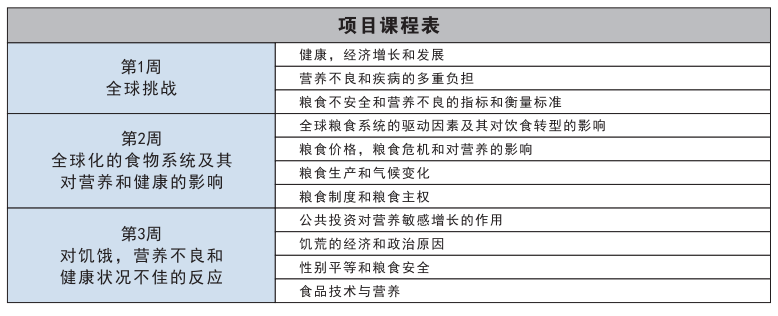 项目课程表
第1周
全球挑战
健康，经济增长和发展
营养不良和疾病的多重负担
粮食不安全和营养不良的指标和衡量标准
第2周
全球化的食物系统及其
对营养和健康的影响
全球粮食系统的驱动因素及其对饮食转型的影响
粮食价格，粮食危机和对营养的影响
粮食生产和气候变化
粮食制度和粮食主权
第3周
对饥饿，营养不良和
健康状况不佳的反应
公共投资对营养敏感增长的作用
饥荒的经济和政治原因
性别平等和粮食安全
食品技术与营养